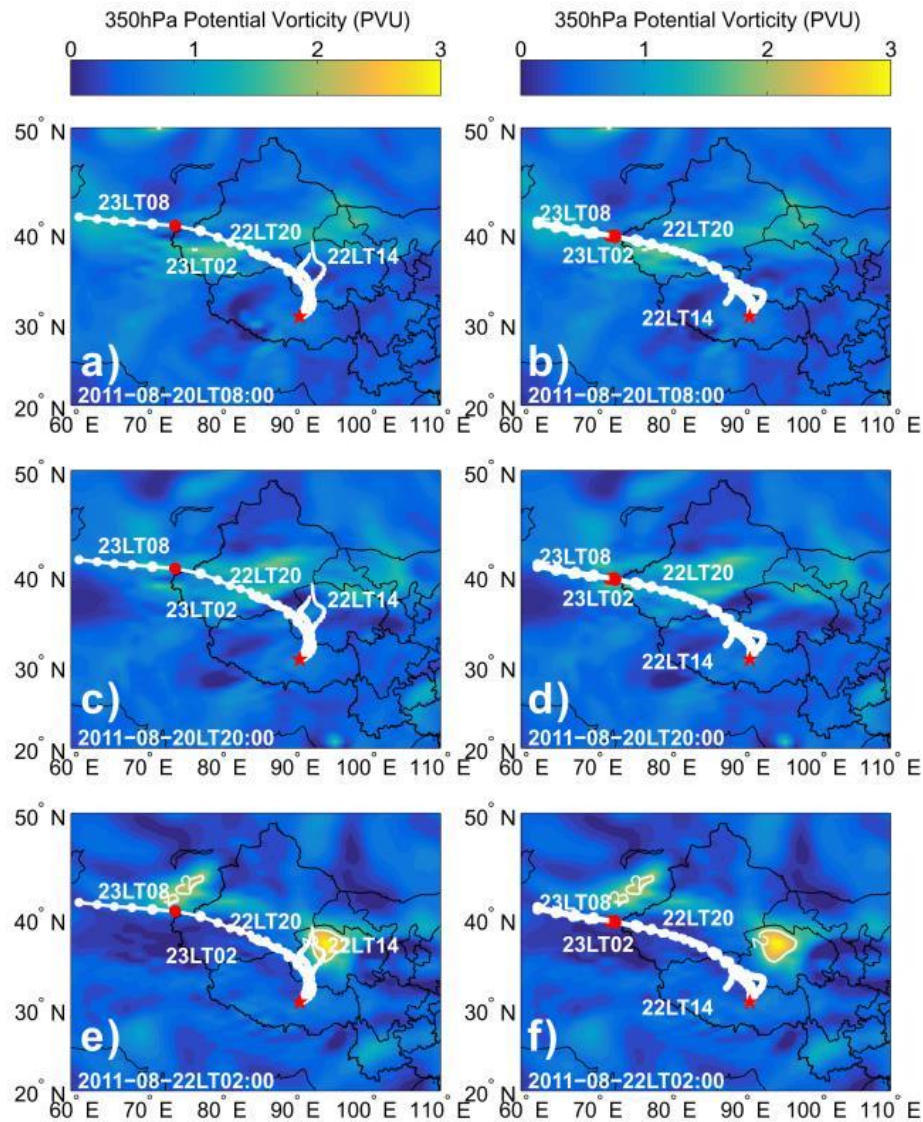 350hPa Potential Vorticity (PVU) 350hPa Potential Vorticity (PVU)
0 1 2 3 0 1 2 3
50° N 50° N
23LT08 22LT20 23LT08 22LT20
40° N 40° N
23LT02 22LT14 23LT02
30° N 22LT14 30° N
a) b)
2011-08-20LT08:00 2011-08-20LT08:00
20° N 20° N
60° E 70° E 80° E 90° E 100° E 110° E 60° E 70° E 80° E 90° E 100° E 110° E
50° N 50° N
23LT08 22LT20 23LT08 22LT20
40° N 40° N
23LT02 22LT14 23LT02
30° N 22LT14 30° N
c) d)
2011-08-20LT20:00 2011-08-20LT20:00
20° N 20° N
60° E 70° E 80° E 90° E 100° E 110° E 60° E 70° E 80° E 90° E 100° E 110° E
50° N 50° N
23LT08 22LT20 23LT08 22LT20
40° N 2 40° N 2
23LT02 22LT14 23LT02
30° N 22LT14 30° N
e) f)
2011-08-22LT02:00 2011-08-22LT02:00
20° N 20° N
60° E 70° E 80° E 90° E 100° E 110° E 60° E 70° E 80° E 90° E 100° E 110° E